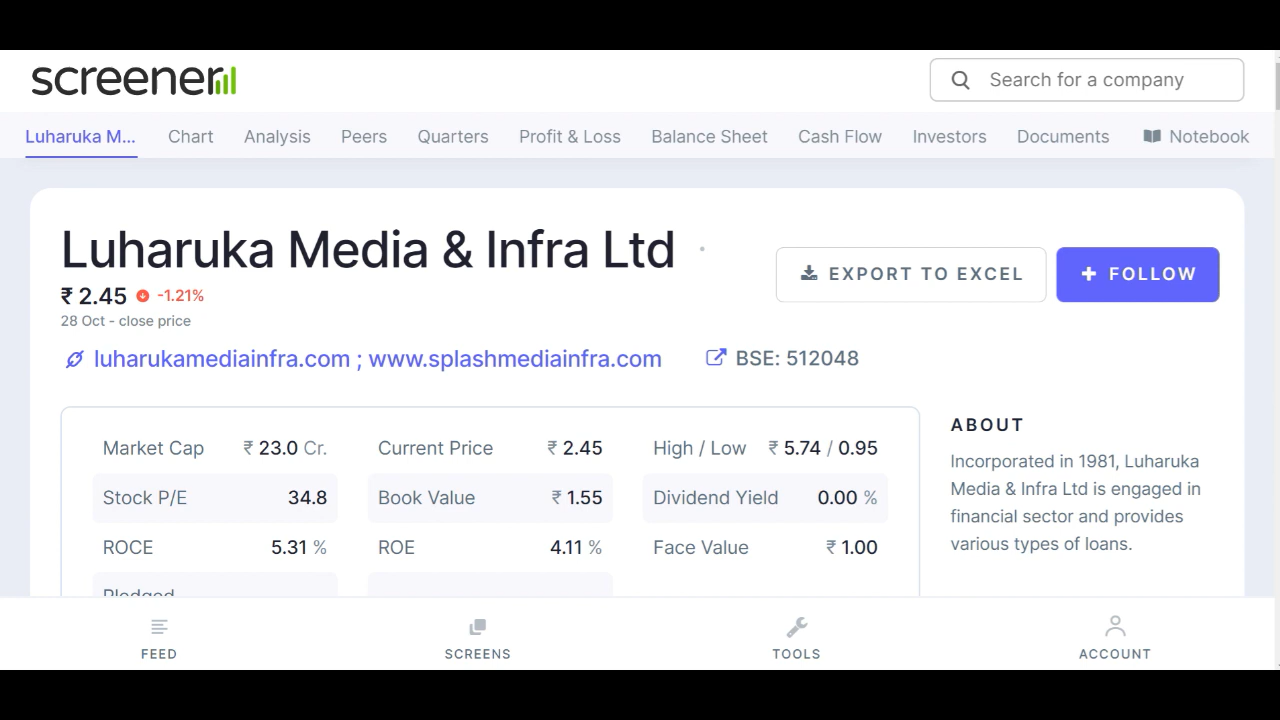 screener
Search for a company
Luharuka M... Chart Analysis Peers Quarters Profit & Loss Balance Sheet Cash Flow Investors Documents Notebook
Luharuka Media & Infra Ltd
EXPORT TO EXCEL
FOLLOW
₹ 2.45 -1.21%
28 Oct - close price
luharukamediainfra.com ; www.splashmediainfra.com BSE: 512048
Market Cap ₹ 23.0 Cr. Current Price ₹ 2.45 High / Low ₹ 5.74 / 0.95
Stock P/E 34.8 Book Value ₹ 1.55 Dividend Yield 0.00 %
ROCE 5.31 % ROE 4.11 % Face Value ₹ 1.00
Pledged
ABOUT
Incorporated in 1981, Luharuka
Media & Infra Ltd is engaged in
financial sector and provides
various types of loans.
FEED SCREENS TOOLS ACCOUNT